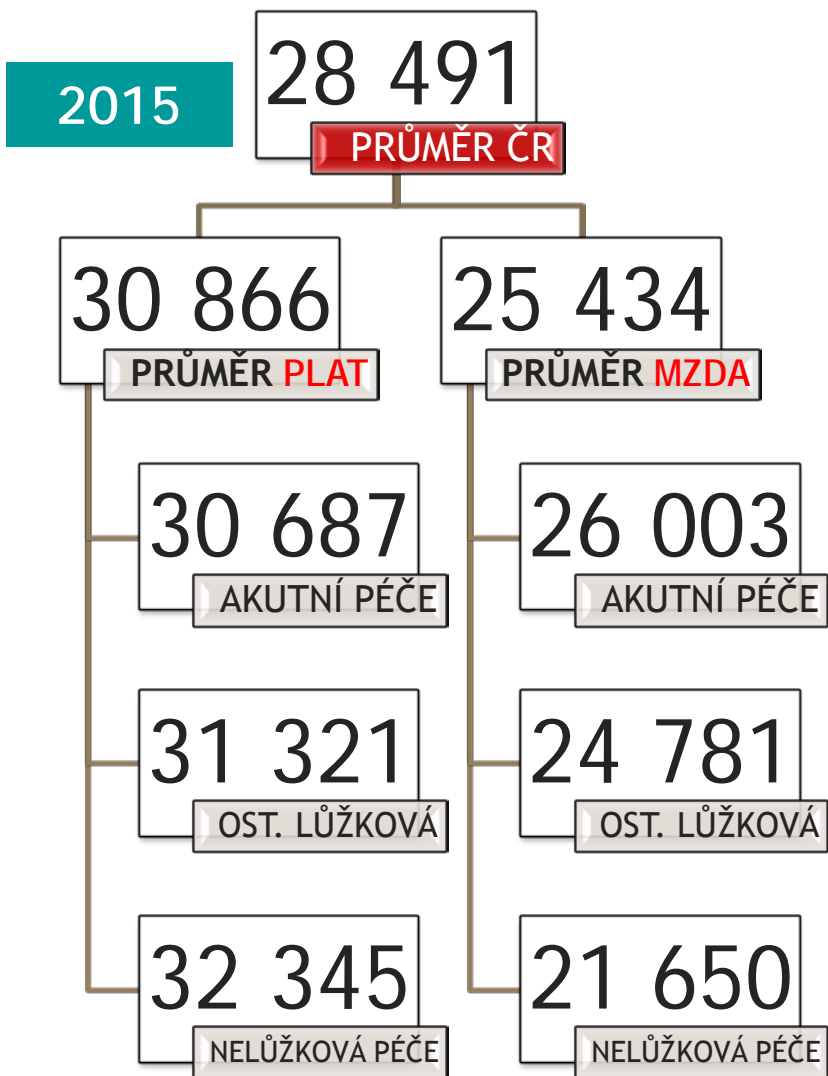 2015
28 491
PRŮMĚR ČR
30 866
PRŮMĚR PLAT
30 687
AKUTNÍ PÉČE
31 321
OST. LŮŽKOVÁ
32 345
NELŮŽKOVÁ PÉČE
25 434
PRŮMĚR MZDA
26 003
AKUTNÍ PÉČE
24 781
OST. LŮŽKOVÁ
21 650
NELŮŽKOVÁ PÉČE